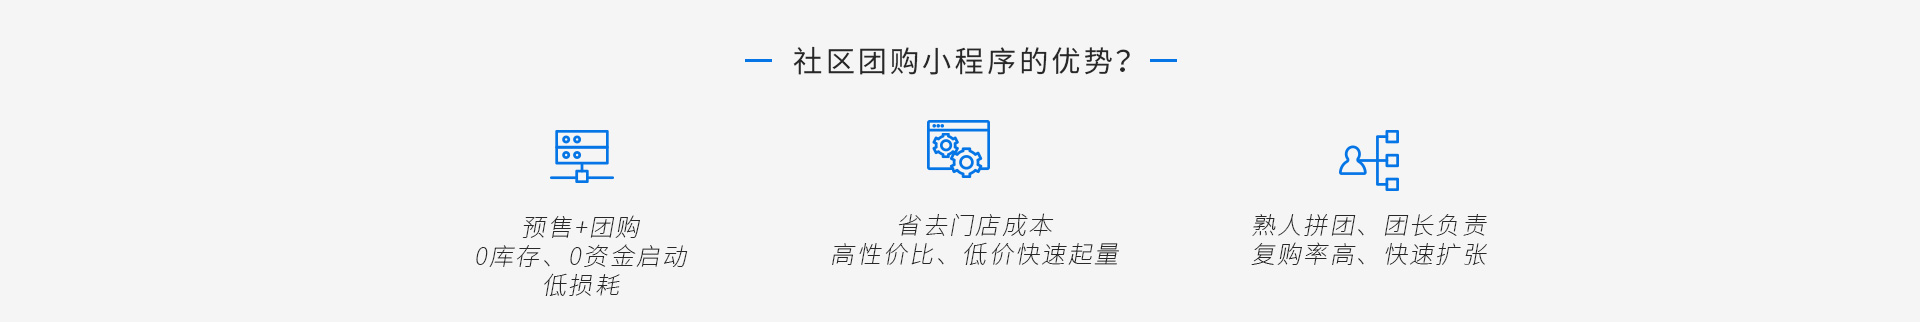 社区团购小程序的优势？
预售+团购
0库存、0资金启动
低损耗
省去门店成本
高性价比、低价快速起量
熟人拼团、团长负责
复购率高、快速扩张